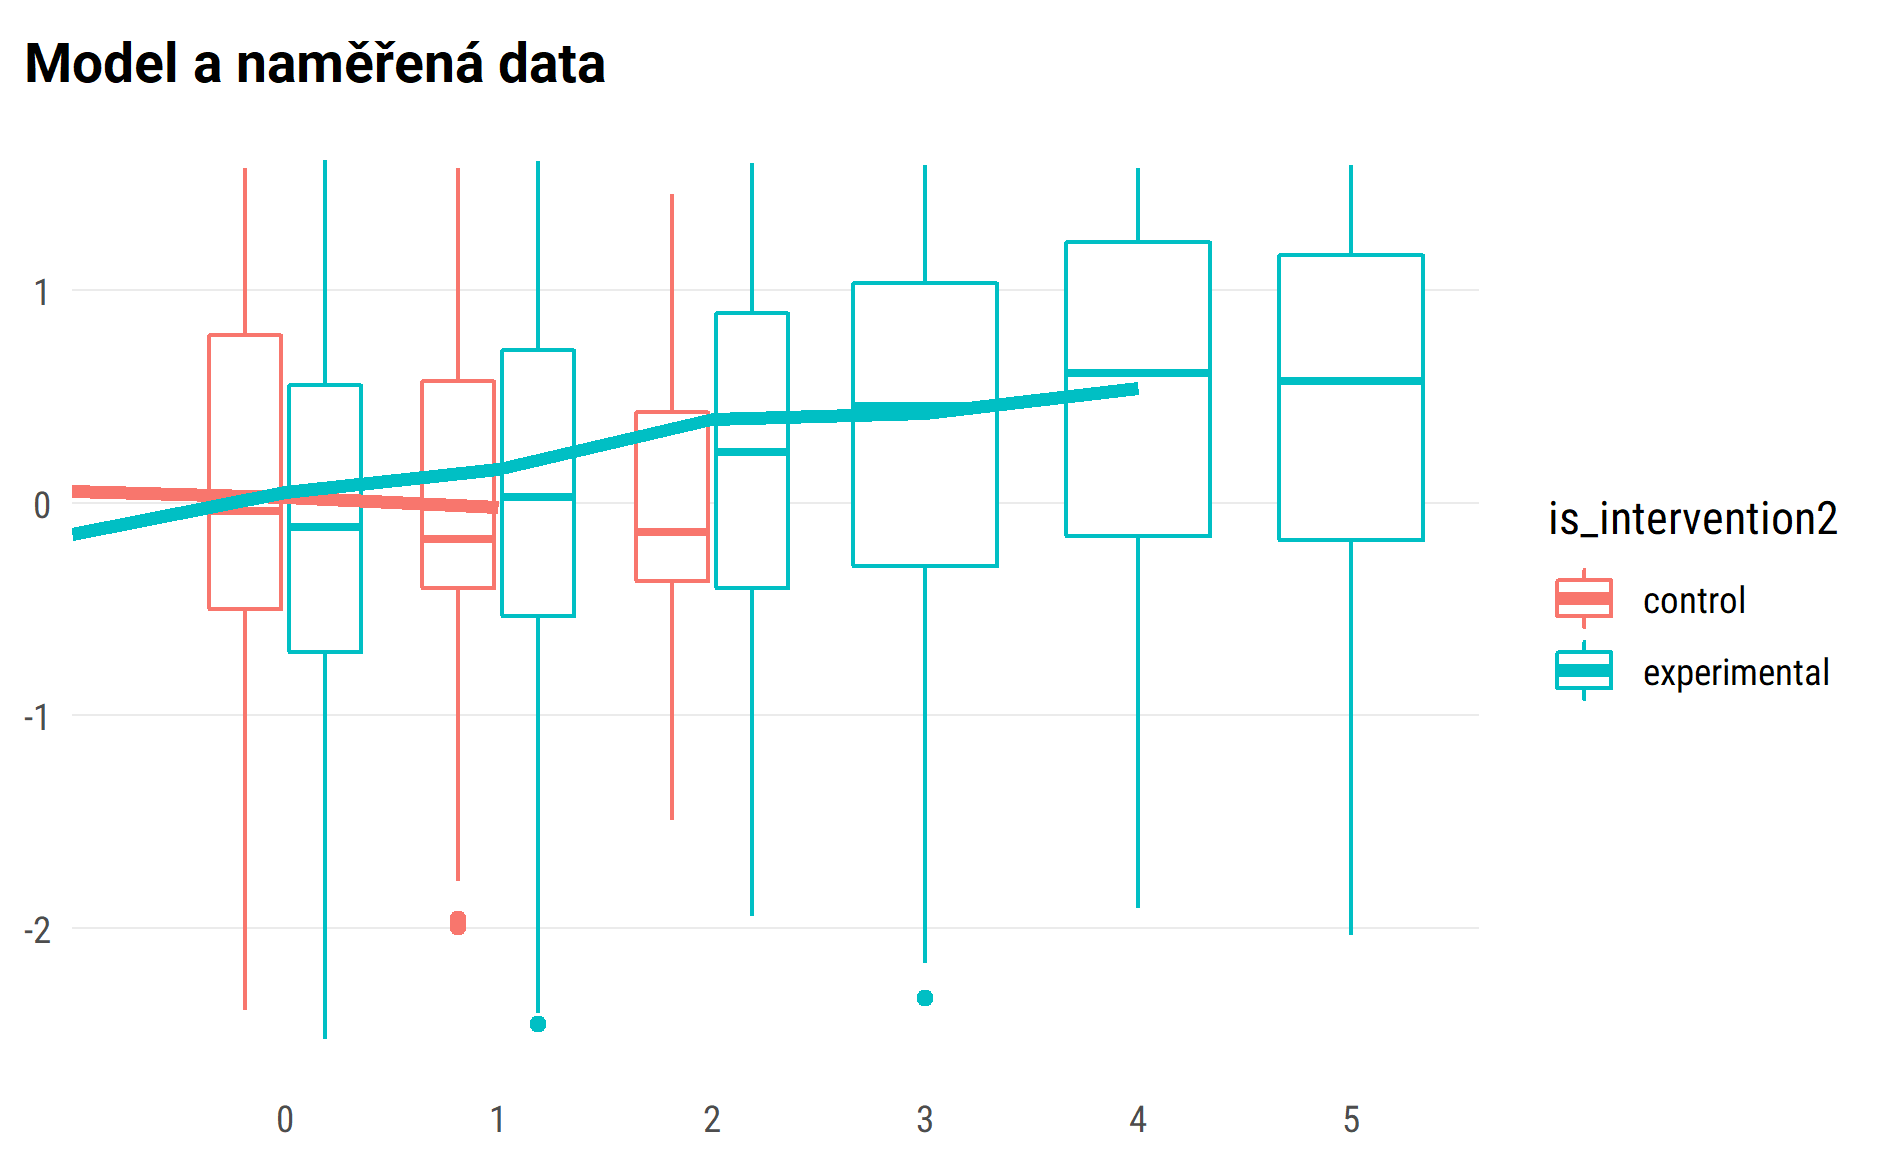 Model a naměřená data
1
0
-1
-2
0 1 2 3 4 5
is_intervention2
control
experimental